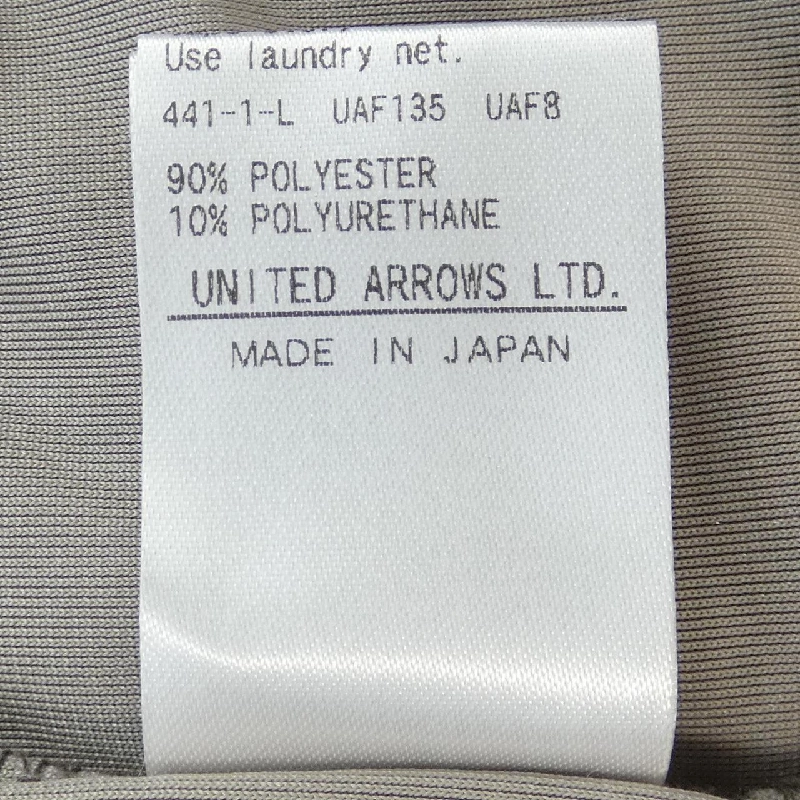 Use laundry net.
441-1-L UAF135 UAF8
90% POLYESTER
10% POLYURETHANE
UNITED ARROWS LTD.
MADE IN JAPAN